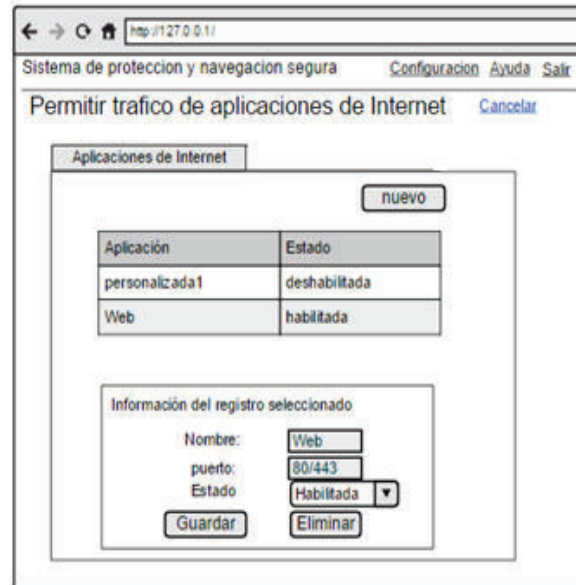 http://127.0.0.1/
Sistema de proteccion y navegacion segura Configuracion Ayuda Salir
Permitir trafico de aplicaciones de Internet Cancelar
Aplicaciones de Internet
nuevo
Aplicación Estado
personalizada1 deshabilitada
Web habilitada
Información del registro seleccionado
Nombre: Web
puerto: 80/443
Estado Habilitada
Guardar Eliminar